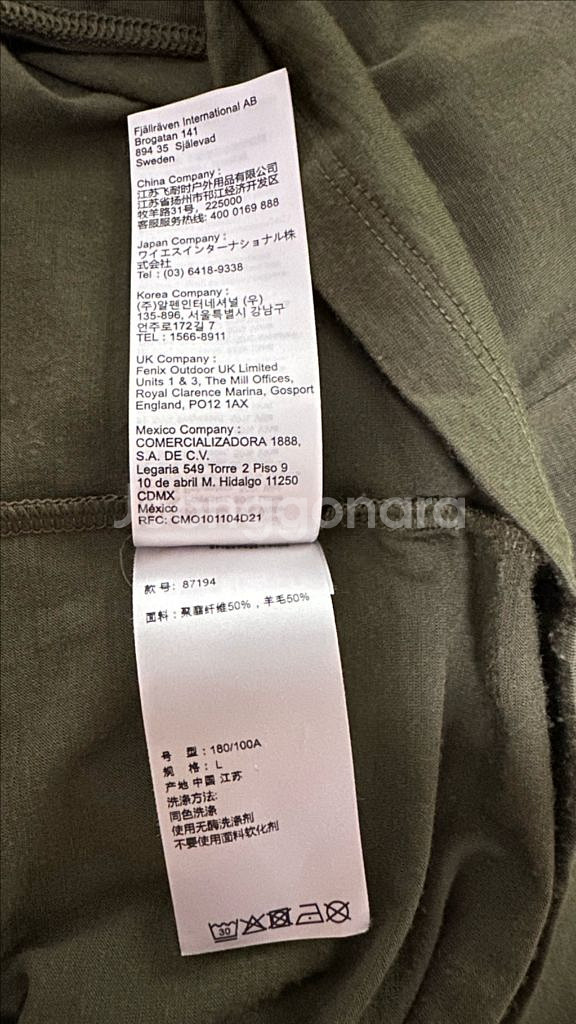 Fjällräven International AB
Brogatan 141
894 35 Själevad
Sweden
China Company :
江苏飞耐时户外用品有限公司
江苏省扬州市邗江经济开发区
牧羊路31号, 225000
客服服务热线: 400 0169 888
Japan Company :
ワイエスインターナショナル株
式会社
Tel : (03) 6418-9338
Korea Company :
(주)알펜인터네셔널 (우)
135-896, 서울특별시 강남구
언주로172길 7
TEL : 1566-8911
UK Company :
Fenix Outdoor UK Limited
Units 1 & 3, The Mill Offices,
Royal Clarence Marina, Gosport
England, PO12 1AX
Mexico Company :
COMERCIALIZADORA 1888,
S.A. DE C.V.
Legaria 549 Torre 2 Piso 9
10 de abril M. Hidalgo 11250
CDMX
México
RFC: CMO101104D21
款号: 87194
面料: 聚酯纤维50% , 羊毛50%
号 型: 180/100A
规 格: L
产地 中国 江苏
洗涤方法:
同色洗涤
使用无酶洗涤剂
不要使用面料软化剂
30